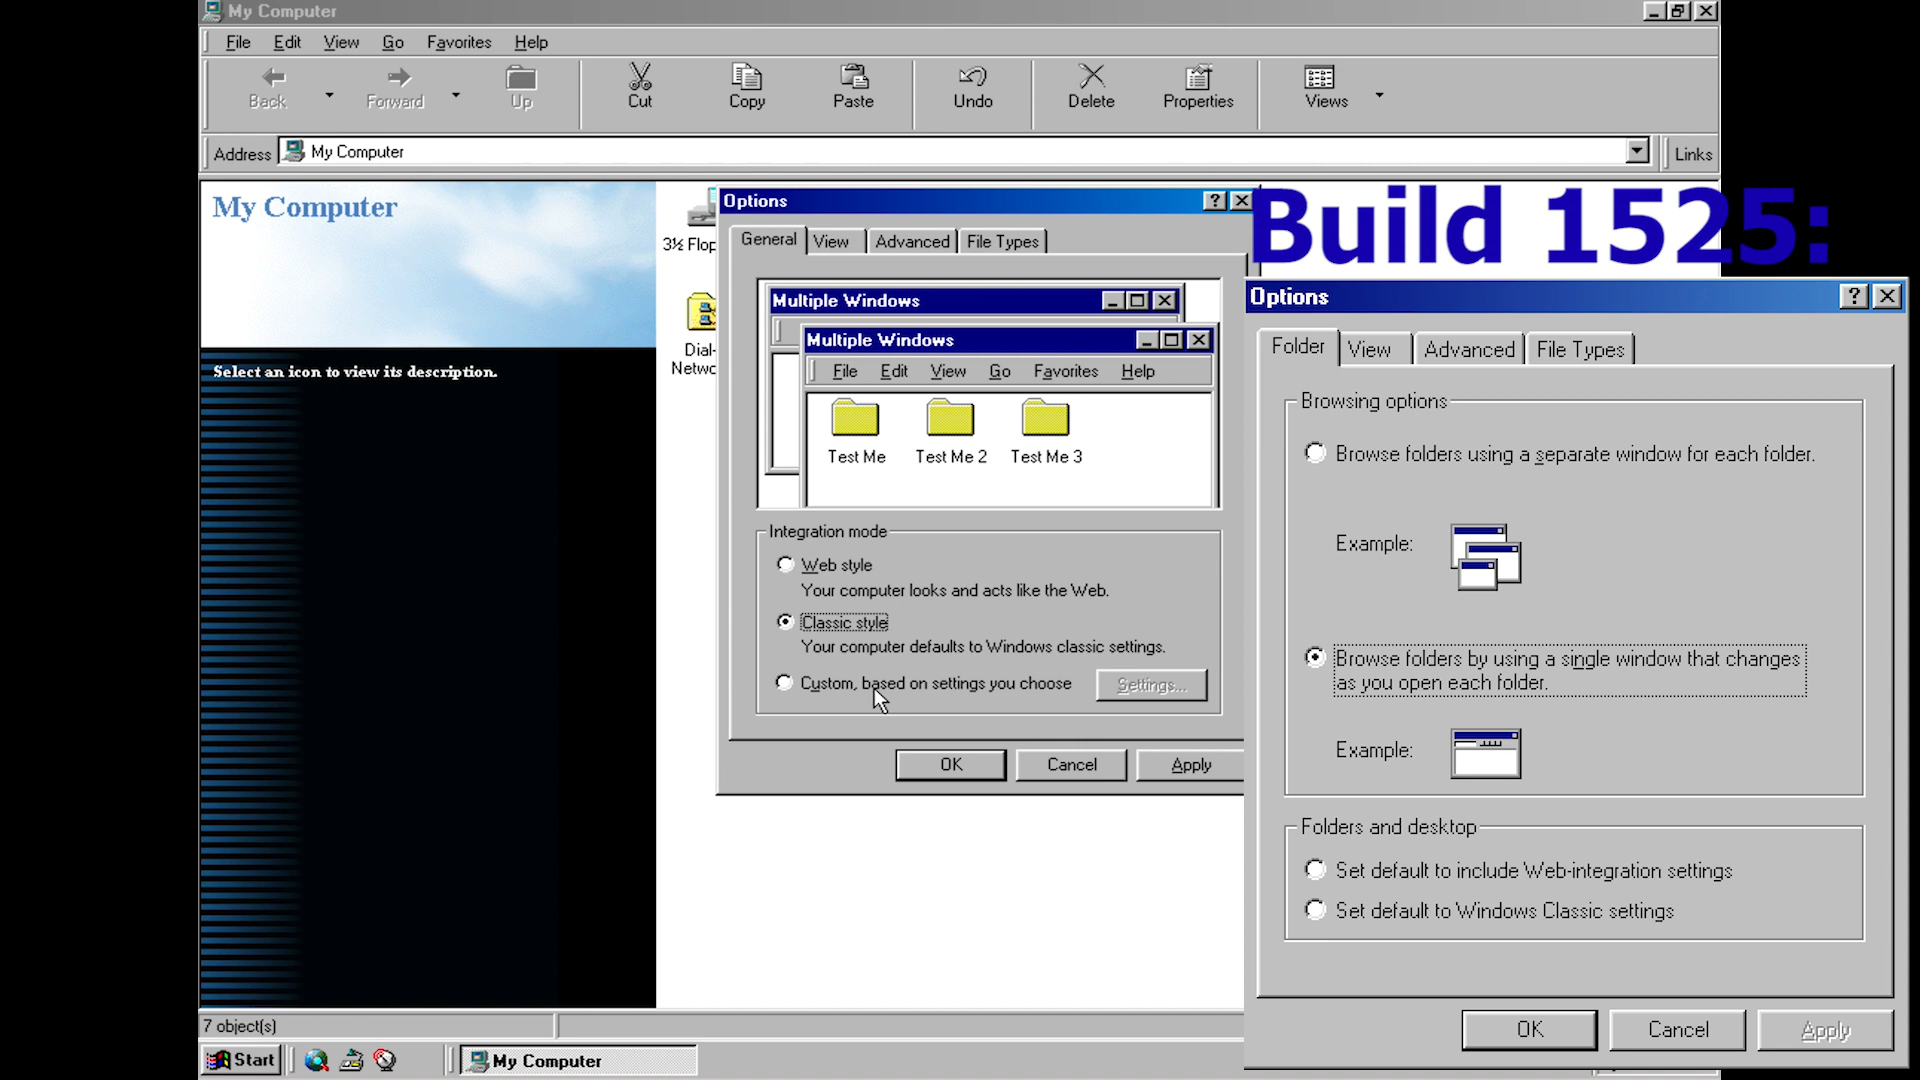 My Computer
File Edit View Go Favorites Help
Back Forward Up Cut Copy Paste Undo Delete Properties Views
Address My Computer Links
My Computer
Select an icon to view its description.
3½ Flop
Dial-
Netwo
Options
General View Advanced File Types
Multiple Windows
Multiple Windows
File Edit View Go Favorites Help
Test Me Test Me 2 Test Me 3
Integration mode
Web style
Your computer looks and acts like the Web.
Classic style
Your computer defaults to Windows classic settings.
Custom, based on settings you choose Settings...
OK Cancel Apply
Build 1525:
Options
Folder View Advanced File Types
Browsing options
Browse folders using a separate window for each folder.
Example:
Browse folders by using a single window that changes
as you open each folder.
Example:
Folders and desktop
Set default to include Web-integration settings
Set default to Windows Classic settings
OK Cancel Apply
7 object(s)
Start My Computer